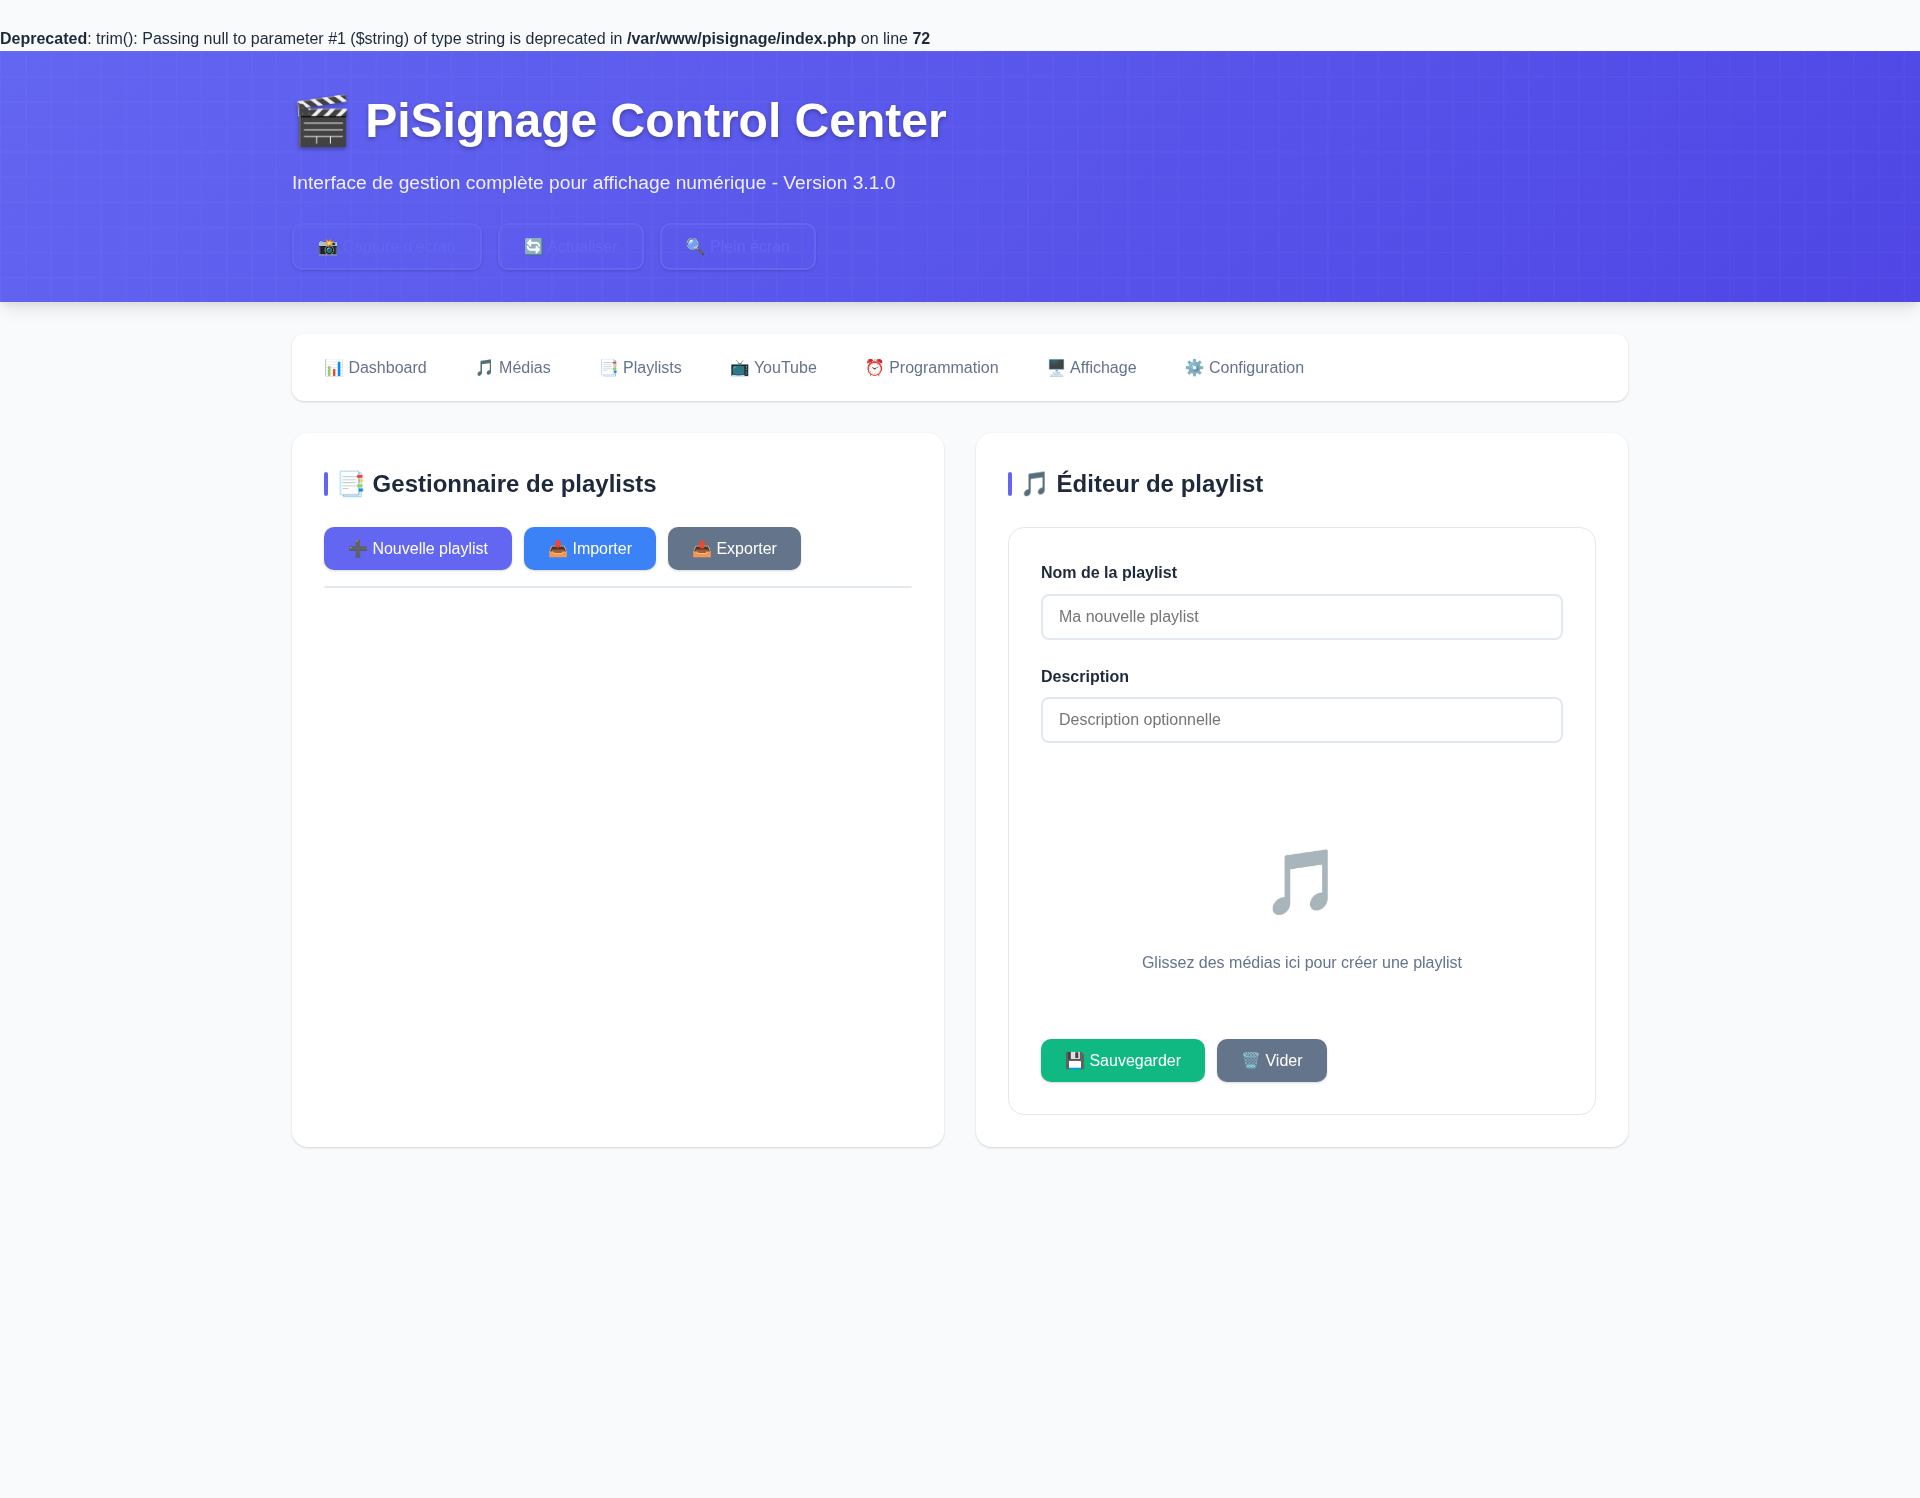 Deprecated: trim(): Passing null to parameter #1 ($string) of type string is deprecated in /var/www/pisignage/index.php on line 72
🎬 PiSignage Control Center
Interface de gestion complète pour affichage numérique - Version 3.1.0
📸 Capture d'écran 🔄 Actualiser 🔍 Plein écran
📊 Dashboard 🎵 Médias 📑 Playlists 📺 YouTube ⏰ Programmation 🖥️ Affichage ⚙️ Configuration
📑 Gestionnaire de playlists
➕ Nouvelle playlist 📥 Importer 📤 Exporter
🎵 Éditeur de playlist
Nom de la playlist
Ma nouvelle playlist
Description
Description optionnelle
🎵
Glissez des médias ici pour créer une playlist
💾 Sauvegarder 🗑️ Vider